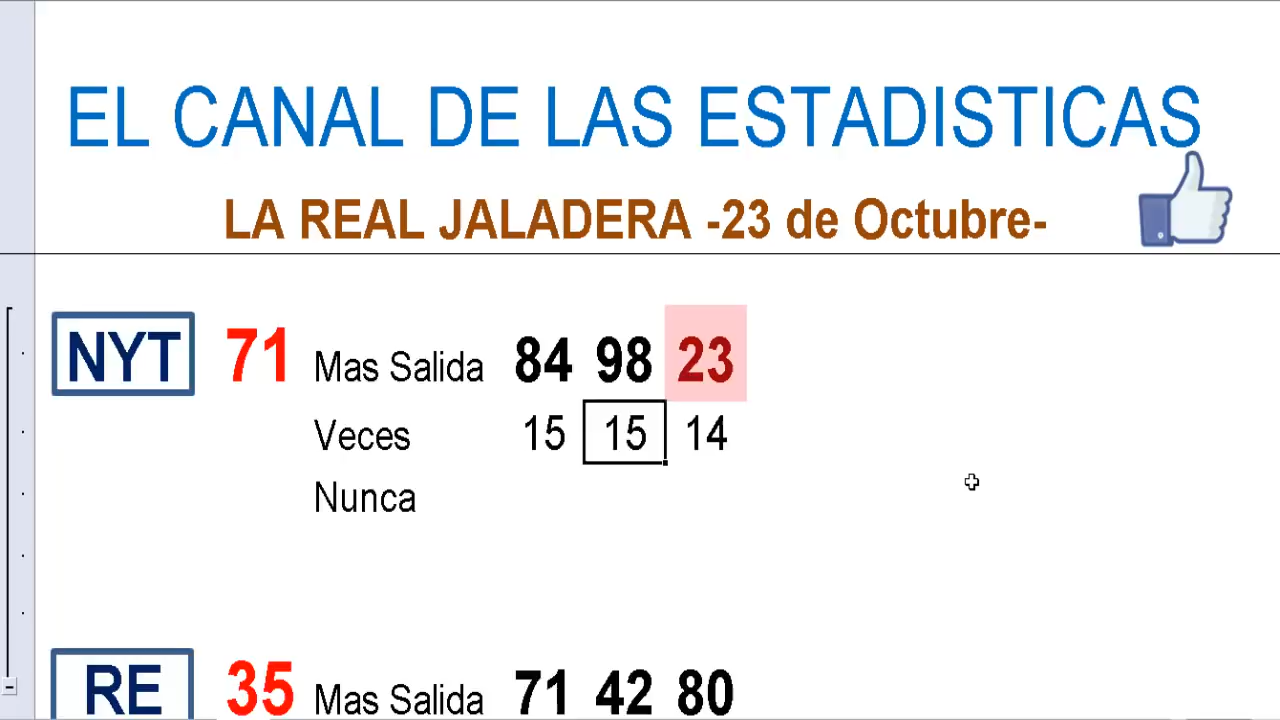 EL CANAL DE LAS ESTADISTICAS
LA REAL JALADERA -23 de Octubre-
NYT 71 Mas Salida 84 98 23
Veces 15 15 14
Nunca
RE 35 Mas Salida 71 42 80